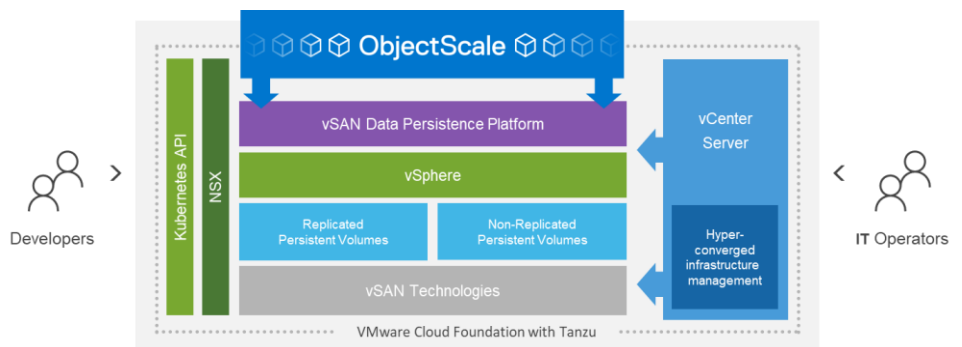 ObjectScale
Kubernetes API
NSX
vSAN Data Persistence Platform
vSphere
Replicated
Persistent Volumes
Non-Replicated
Persistent Volumes
vSAN Technologies
vCenter
Server
Hyper-
converged
infrastructure
management
Developers
IT Operators
VMware Cloud Foundation with Tanzu